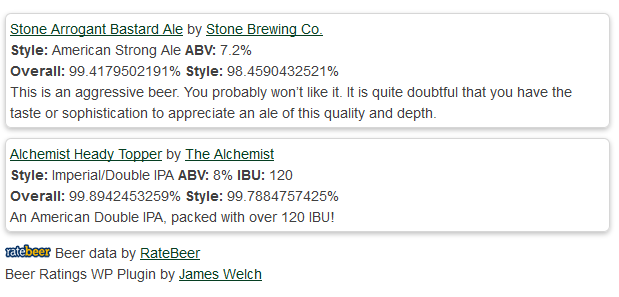 Stone Arrogant Bastard Ale by Stone Brewing Co.
Style: American Strong Ale ABV: 7.2%
Overall: 99.4179502191% Style: 98.4590432521%
This is an aggressive beer. You probably won’t like it. It is quite doubtful that you have the
taste or sophistication to appreciate an ale of this quality and depth.
Alchemist Heady Topper by The Alchemist
Style: Imperial/Double IPA ABV: 8% IBU: 120
Overall: 99.8942453259% Style: 99.7884757425%
An American Double IPA, packed with over 120 IBU!
ratebeer Beer data by RateBeer
Beer Ratings WP Plugin by James Welch